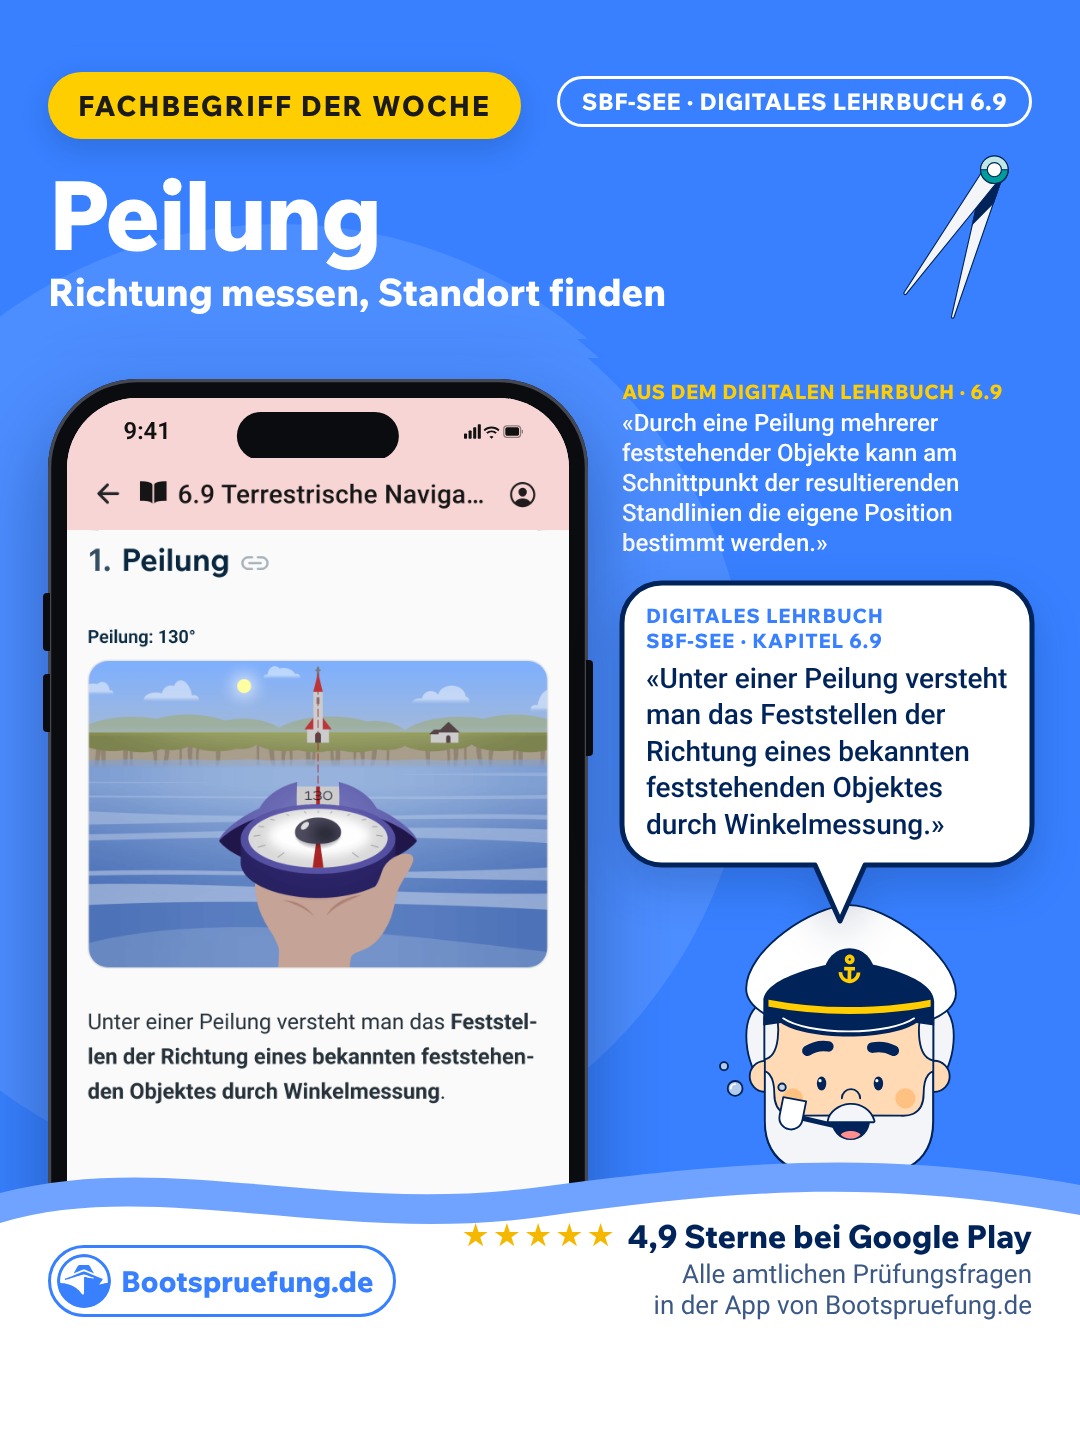 FACHBEGRIFF DER WOCHE
SBF-SEE · DIGITALES LEHRBUCH 6.9
Peilung
Richtung messen, Standort finden
9:41
6.9 Terrestrische Naviga...
1. Peilung
Peilung: 130°
130
Unter einer Peilung versteht man das Feststel-
len der Richtung eines bekannten feststehen-
den Objektes durch Winkelmessung.
AUS DEM DIGITALEN LEHRBUCH · 6.9
«Durch eine Peilung mehrerer
feststehender Objekte kann am
Schnittpunkt der resultierenden
Standlinien die eigene Position
bestimmt werden.»
DIGITALES LEHRBUCH
SBF-SEE · KAPITEL 6.9
«Unter einer Peilung versteht
man das Feststellen der
Richtung eines bekannten
feststehenden Objektes
durch Winkelmessung.»
★★★★★ 4,9 Sterne bei Google Play
Alle amtlichen Prüfungsfragen
in der App von Bootspruefung.de
Bootspruefung.de